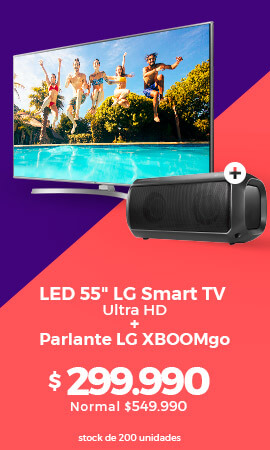 +
LED 55" LG Smart TV
Ultra HD
+
Parlante LG XBOOMgo
$ 299.990
Normal $549.990
stock de 200 unidades